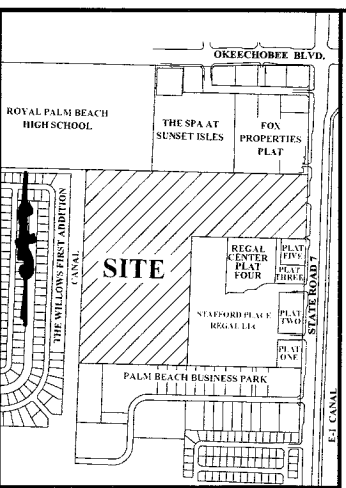 OKEECHOBEE BLVD.
ROYAL PALM BEACH
HIGH SCHOOL
THE SPA AT
SUNSET ISLES
FOX
PROPERTIES
PLAT
THE WILLOWS FIRST ADDITION
CANAL
SITE
REGAL
CENTER
PLAT
FOUR
PLAT
FIVE
PLAT
THREE
STAFFORD PLACE
REGAL
PLAT
TWO
PLAT
ONE
STATE ROAD 7
PALM BEACH BUSINESS PARK
E-1 CANAL